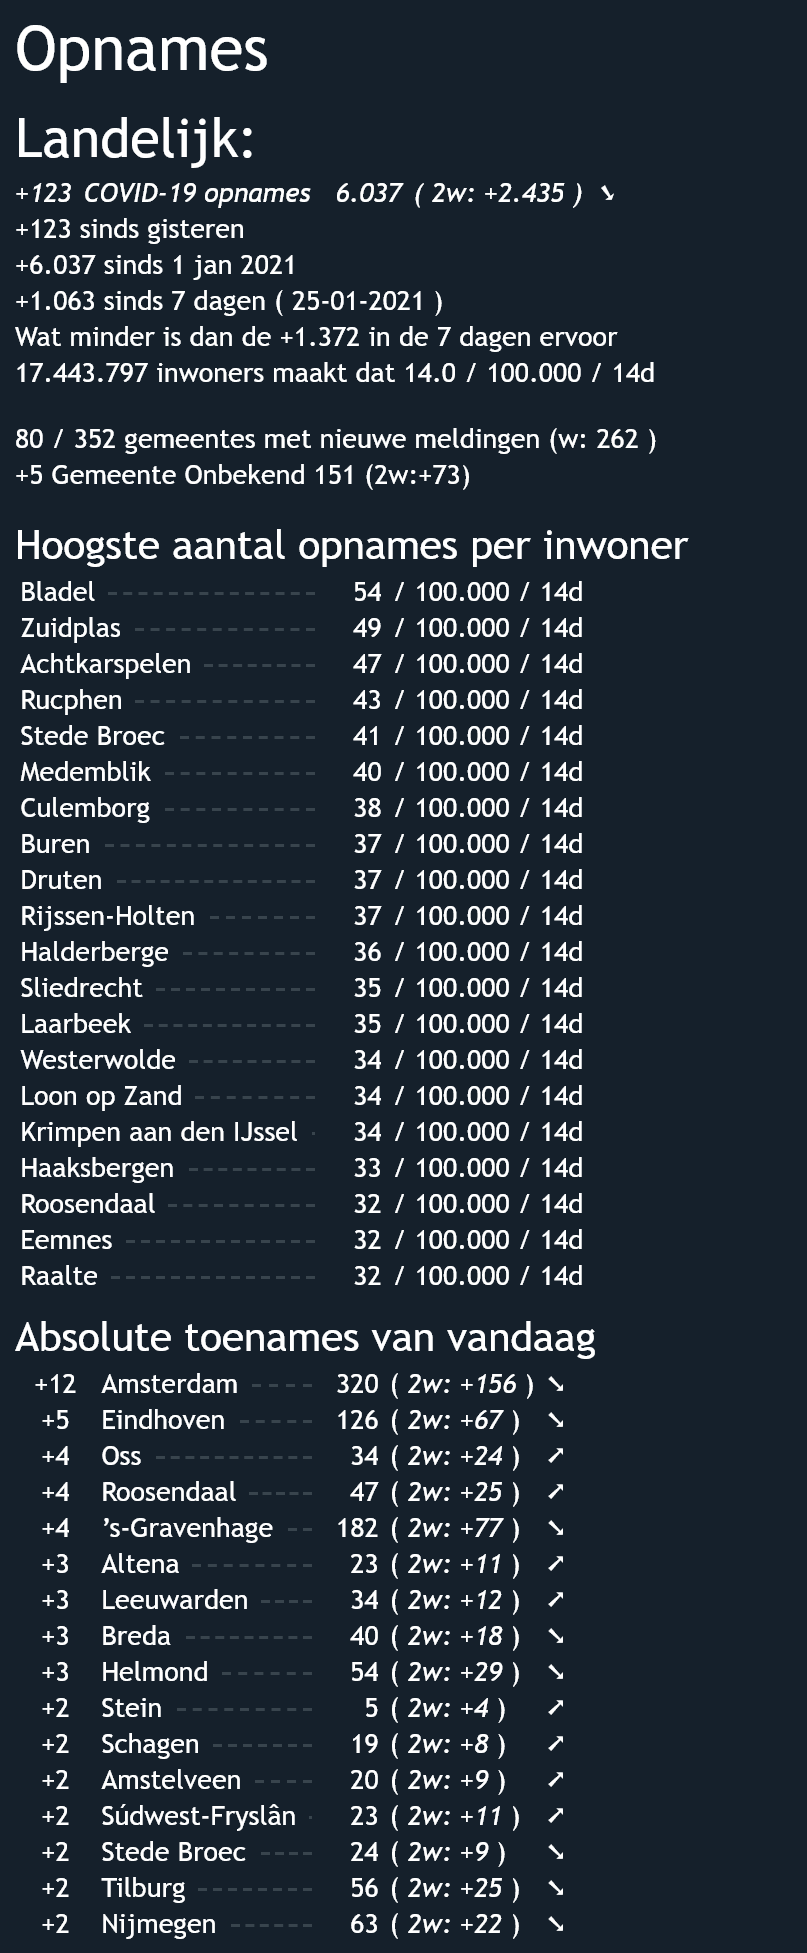 Opnames
Landelijk:
+123 COVID-19 opnames 6.037 ( 2w: +2.435 ) ➘
+123 sinds gisteren
+6.037 sinds 1 jan 2021
+1.063 sinds 7 dagen ( 25-01-2021 )
Wat minder is dan de +1.372 in de 7 dagen ervoor
17.443.797 inwoners maakt dat 14.0 / 100.000 / 14d
80 / 352 gemeentes met nieuwe meldingen (w: 262 )
+5 Gemeente Onbekend 151 (2w:+73)
Hoogste aantal opnames per inwoner
Bladel 54 / 100.000 / 14d
Zuidplas 49 / 100.000 / 14d
Achtkarspelen 47 / 100.000 / 14d
Rucphen 43 / 100.000 / 14d
Stede Broec 41 / 100.000 / 14d
Medemblik 40 / 100.000 / 14d
Culemborg 38 / 100.000 / 14d
Buren 37 / 100.000 / 14d
Druten 37 / 100.000 / 14d
Rijssen-Holten 37 / 100.000 / 14d
Halderberge 36 / 100.000 / 14d
Sliedrecht 35 / 100.000 / 14d
Laarbeek 35 / 100.000 / 14d
Westerwolde 34 / 100.000 / 14d
Loon op Zand 34 / 100.000 / 14d
Krimpen aan den IJssel 34 / 100.000 / 14d
Haaksbergen 33 / 100.000 / 14d
Roosendaal 32 / 100.000 / 14d
Eemnes 32 / 100.000 / 14d
Raalte 32 / 100.000 / 14d
Absolute toenames van vandaag
+12 Amsterdam 320 ( 2w: +156 ) ➘
+5 Eindhoven 126 ( 2w: +67 ) ➘
+4 Oss 34 ( 2w: +24 ) ➚
+4 Roosendaal 47 ( 2w: +25 ) ➚
+4 ’s-Gravenhage 182 ( 2w: +77 ) ➘
+3 Altena 23 ( 2w: +11 ) ➚
+3 Leeuwarden 34 ( 2w: +12 ) ➚
+3 Breda 40 ( 2w: +18 ) ➘
+3 Helmond 54 ( 2w: +29 ) ➘
+2 Stein 5 ( 2w: +4 ) ➚
+2 Schagen 19 ( 2w: +8 ) ➚
+2 Amstelveen 20 ( 2w: +9 ) ➚
+2 Súdwest-Fryslân 23 ( 2w: +11 ) ➚
+2 Stede Broec 24 ( 2w: +9 ) ➘
+2 Tilburg 56 ( 2w: +25 ) ➘
+2 Nijmegen 63 ( 2w: +22 ) ➘